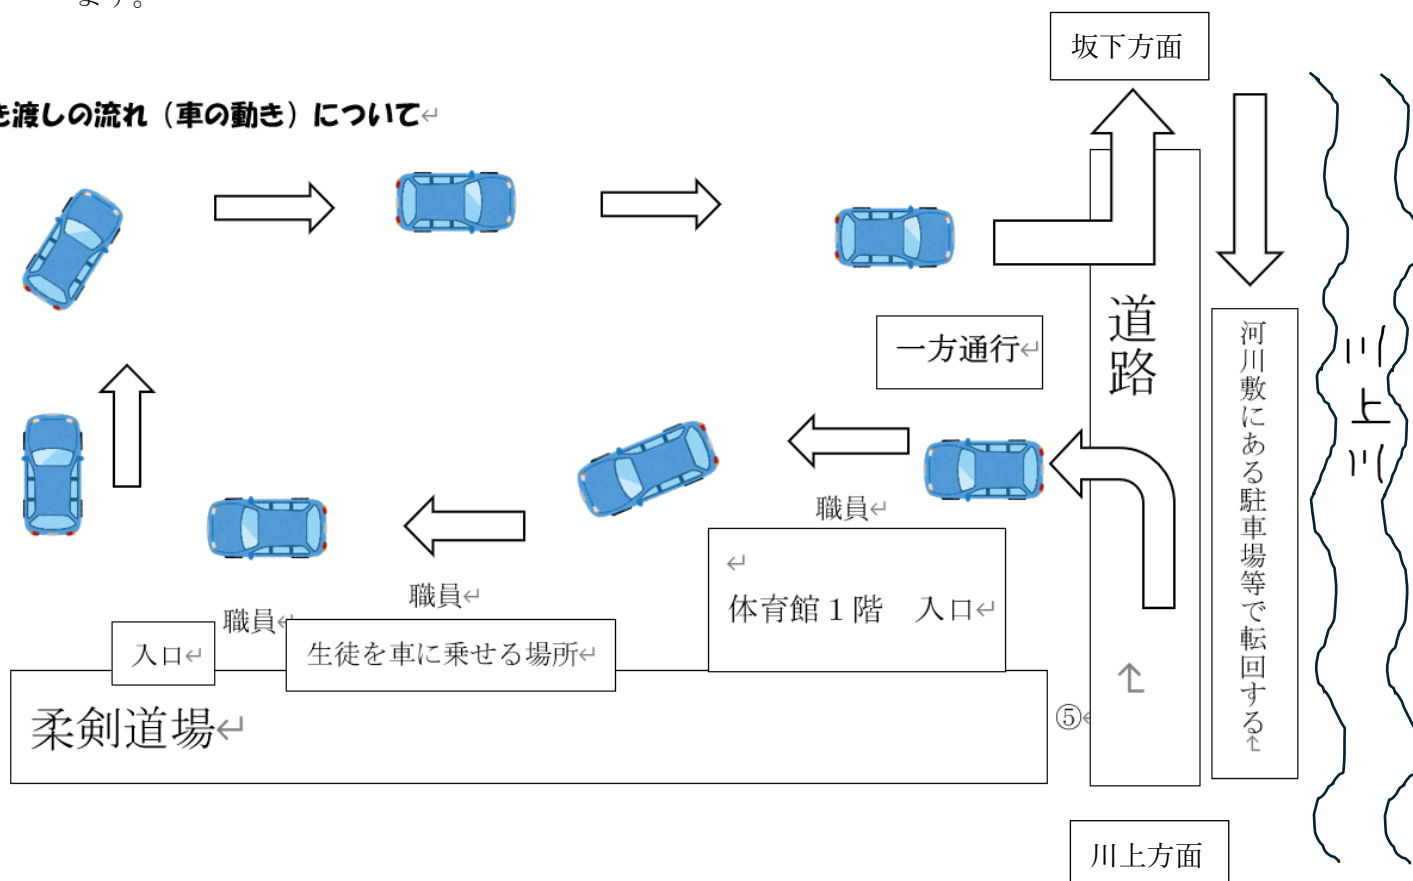 ます。
坂下方面
き渡しの流れ（車の動き）について
一方通行
道路
河川敷にある駐車場等で転回する
川上川
職員
体育館１階　入口
職員
職員
入口
生徒を車に乗せる場所
柔剣道場
⑤
川上方面